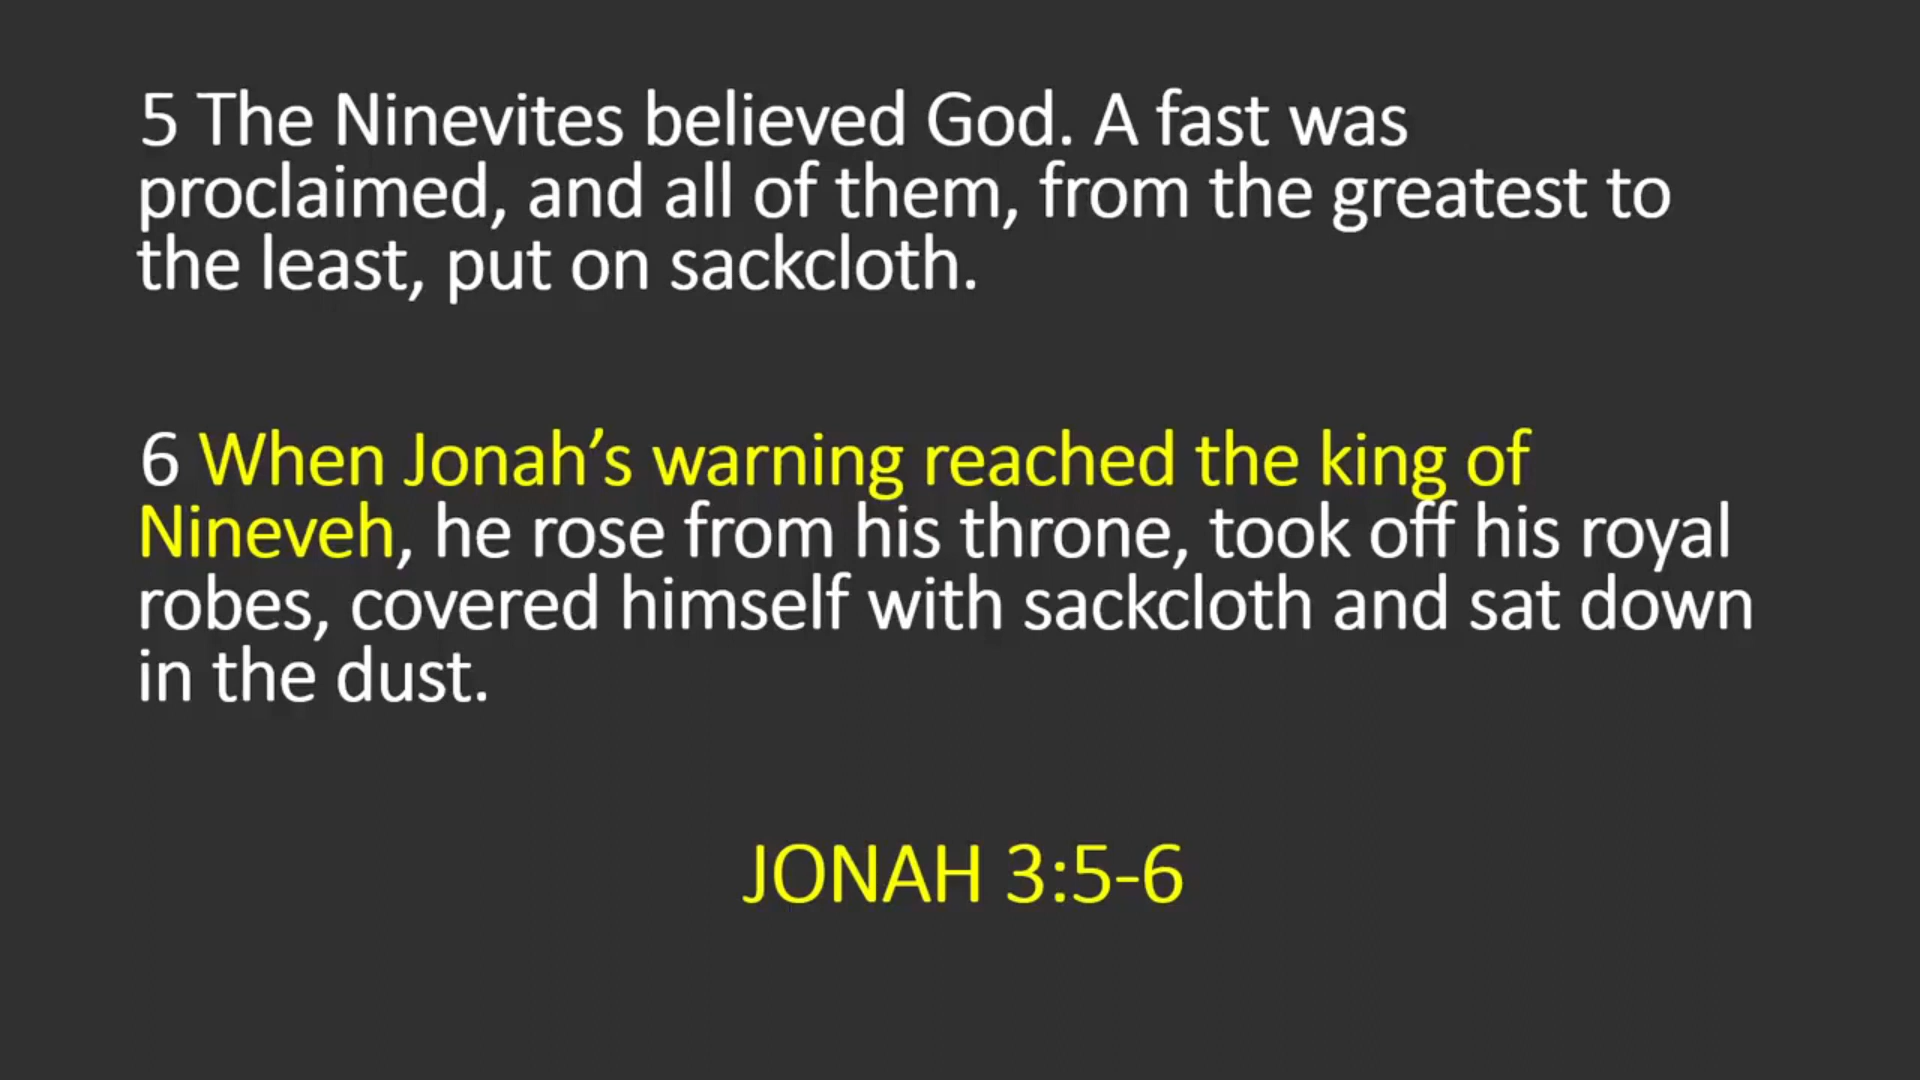 5 The Ninevites believed God. A fast was
proclaimed, and all of them, from the greatest to
the least, put on sackcloth.
6 When Jonah’s warning reached the king of
Nineveh, he rose from his throne, took off his royal
robes, covered himself with sackcloth and sat down
in the dust.
JONAH 3:5-6